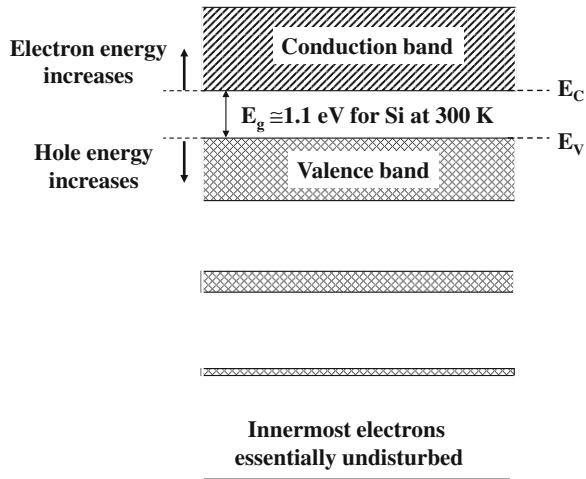 Electron energy
increases
Conduction band
E_C
E_g ≅1.1 eV for Si at 300 K
E_V
Hole energy
increases
Valence band
Innermost electrons
essentially undisturbed